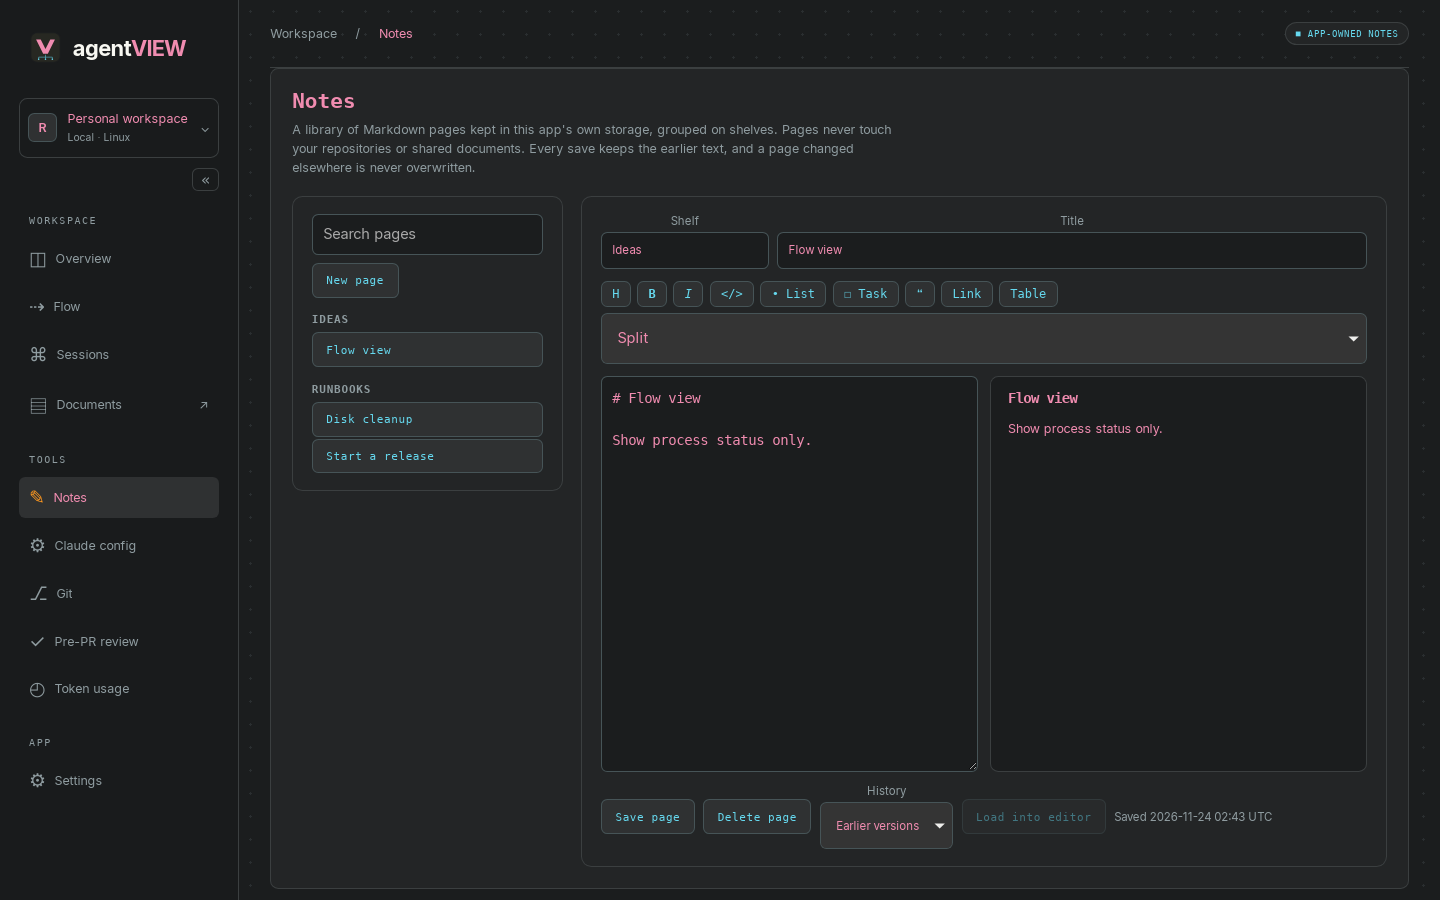 agentVIEW
R
Personal workspace
Local · Linux
«
WORKSPACE
Overview
Flow
Sessions
Documents
TOOLS
Notes
Claude config
Git
Pre-PR review
Token usage
APP
Settings
Workspace / Notes
APP-OWNED NOTES
Notes
A library of Markdown pages kept in this app's own storage, grouped on shelves. Pages never touch
your repositories or shared documents. Every save keeps the earlier text, and a page changed
elsewhere is never overwritten.
Search pages
New page
IDEAS
Flow view
RUNBOOKS
Disk cleanup
Start a release
Shelf Title
Ideas Flow view
H B I </> • List ☐ Task “ Link Table
Split
# Flow view
Show process status only.
Flow view
Show process status only.
History
Save page Delete page Earlier versions Load into editor Saved 2026-11-24 02:43 UTC